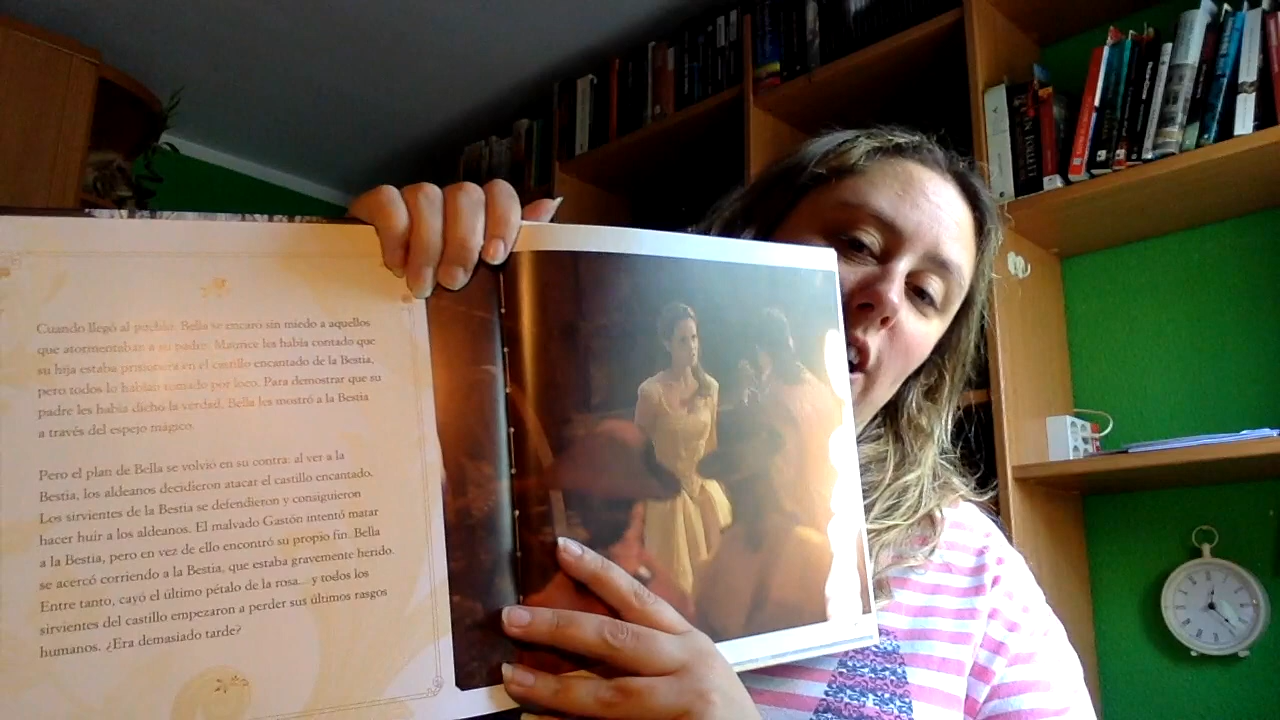 Cuando llegó al pueblo, Bella se encaró sin miedo a aquellos
que atormentaban a su padre. Maurice les había contado que
su hija estaba prisionera en el castillo encantado de la Bestia,
pero todos lo habían tomado por loco. Para demostrar que su
padre les había dicho la verdad, Bella les mostró a la Bestia
a través del espejo mágico.
Pero el plan de Bella se volvió en su contra: al ver a la
Bestia, los aldeanos decidieron atacar el castillo encantado.
Los sirvientes de la Bestia se defendieron y consiguieron
hacer huir a los aldeanos. El malvado Gastón intentó matar
a la Bestia, pero en vez de ello encontró su propio fin. Bella
se acercó corriendo a la Bestia, que estaba gravemente herido.
Entre tanto, cayó el último pétalo de la rosa... y todos los
sirvientes del castillo empezaron a perder sus últimos rasgos
humanos. ¿Era demasiado tarde?